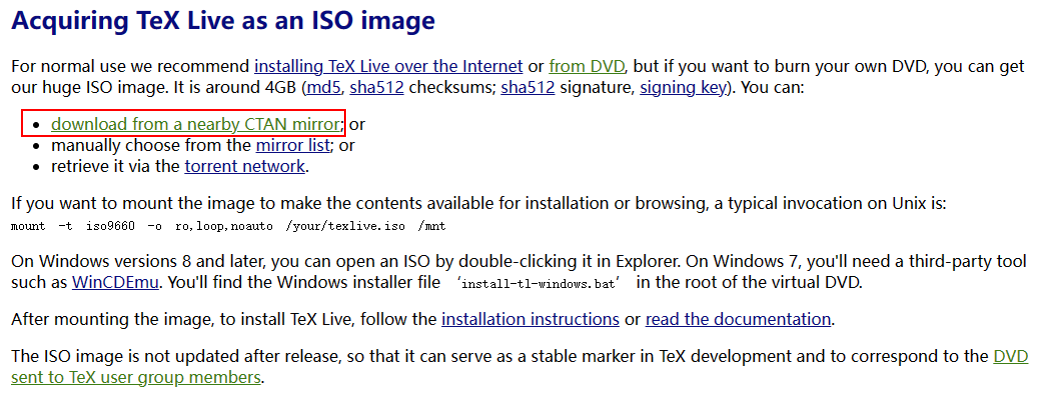 Acquiring TeX Live as an ISO image
For normal use we recommend installing TeX Live over the Internet or from DVD, but if you want to burn your own DVD, you can get
our huge ISO image. It is around 4GB (md5, sha512 checksums; sha512 signature, signing key). You can:
• download from a nearby CTAN mirror; or
• manually choose from the mirror list; or
• retrieve it via the torrent network.
If you want to mount the image to make the contents available for installation or browsing, a typical invocation on Unix is:
mount -t iso9660 -o ro,loop,noauto /your/texlive.iso /mnt
On Windows versions 8 and later, you can open an ISO by double-clicking it in Explorer. On Windows 7, you'll need a third-party tool
such as WinCDEmu. You'll find the Windows installer file ‘install-tl-windows.bat’ in the root of the virtual DVD.
After mounting the image, to install TeX Live, follow the installation instructions or read the documentation.
The ISO image is not updated after release, so that it can serve as a stable marker in TeX development and to correspond to the DVD
sent to TeX user group members.